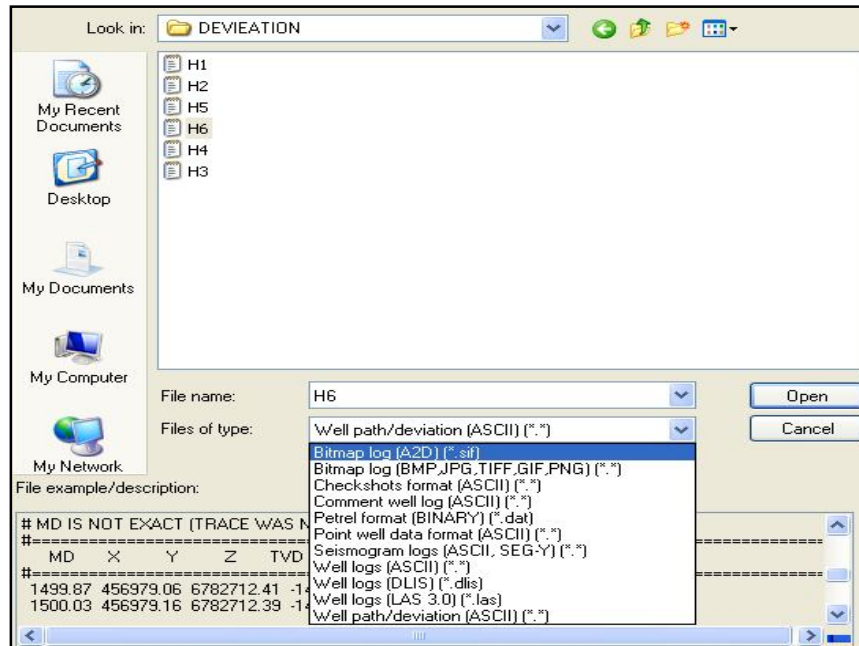 Look in: DEVIEATION
H1
H2
H5
H6
H4
H3
My Recent
Documents
Desktop
My Documents
My Computer
My Network
File name: H6 Open
Files of type: Well path/deviation (ASCII) (*.*) Cancel
Bitmap log (A2D) (*.sif)
Bitmap log (BMP,JPG,TIFF,GIF,PNG) (*.*)
Checkshots format (ASCII) (*.*)
Comment well log (ASCII) (*.*)
Petrel format (BINARY) (*.dat)
Point well data format (ASCII) (*.*)
Seismogram logs (ASCII, SEG-Y) (*.*)
Well logs (ASCII) (*.*)
Well logs (DLIS) (*.dlis)
Well logs (LAS 3.0) (*.las)
Well path/deviation (ASCII) (*.*)
File example/description:
# MD IS NOT EXACT (TRACE WAS
#==============================
MD X Y Z TVD
#==============================
1499.87 456979.06 6782712.41
1500.03 456979.16 6782712.39